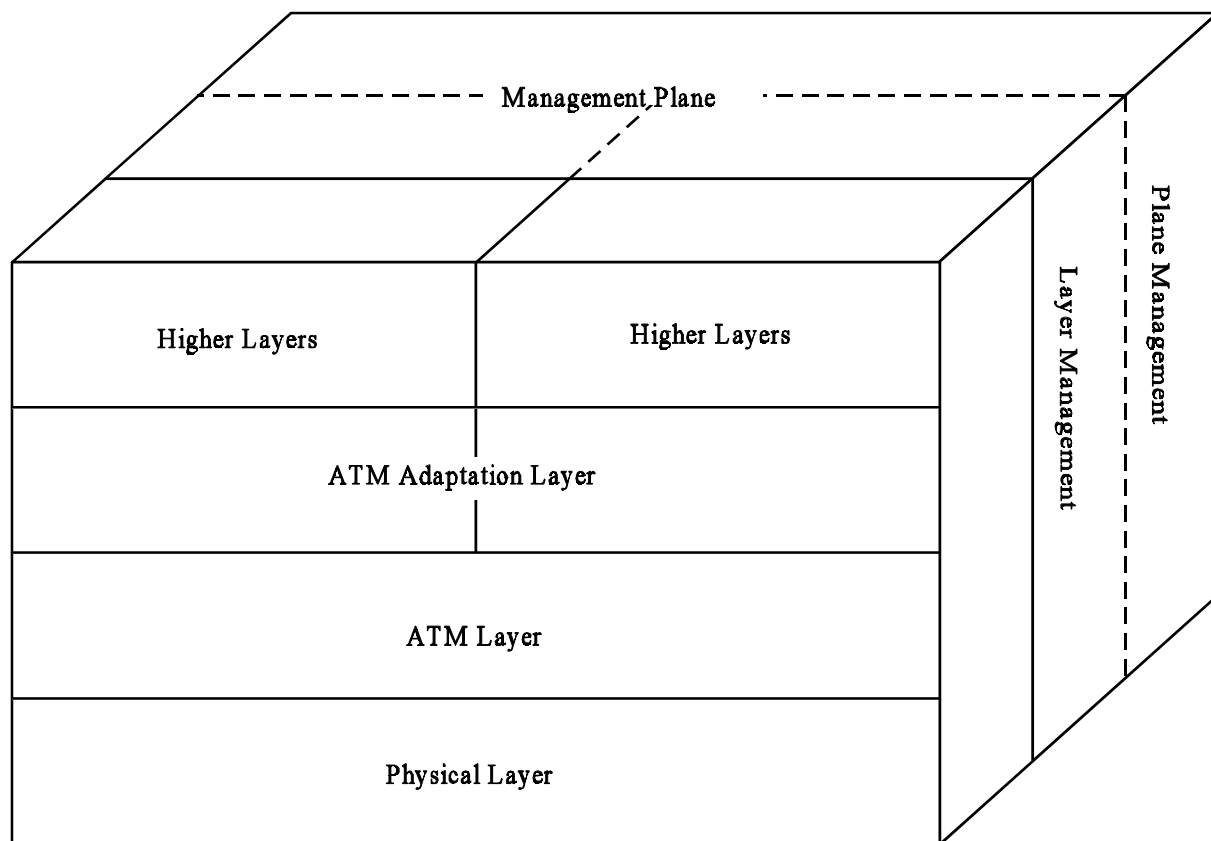 Management Plane
Plane Management
Layer Management
Higher Layers
Higher Layers
ATM Adaptation Layer
ATM Layer
Physical Layer